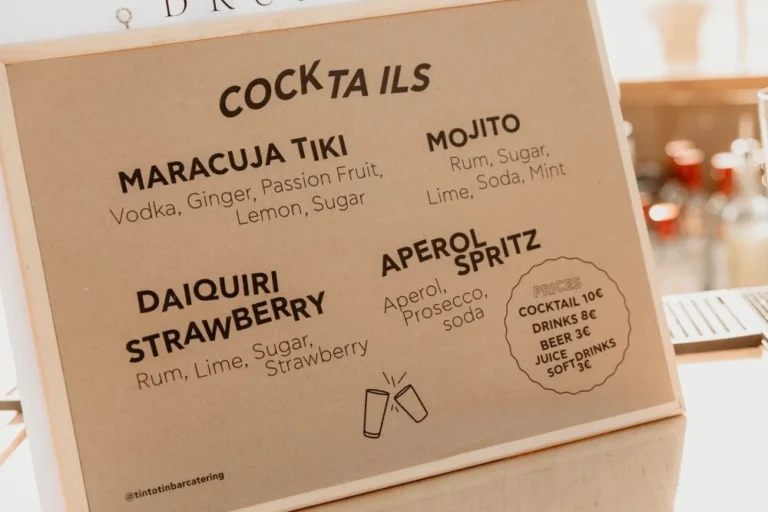 COCKTAILS
MARACUJA TIKI
Vodka, Ginger, Passion Fruit,
Lemon, Sugar
MOJITO
Rum, Sugar,
Lime, Soda, Mint
DAIQUIRI
STRAWBERRY
Rum, Lime, Sugar,
Strawberry
APEROL
SPRITZ
Aperol,
Prosecco,
soda
PRICES
COCKTAIL 10€
DRINKS 8€
BEER 3€
JUICE
SOFT DRINKS
3€
@tintotinbarcatering